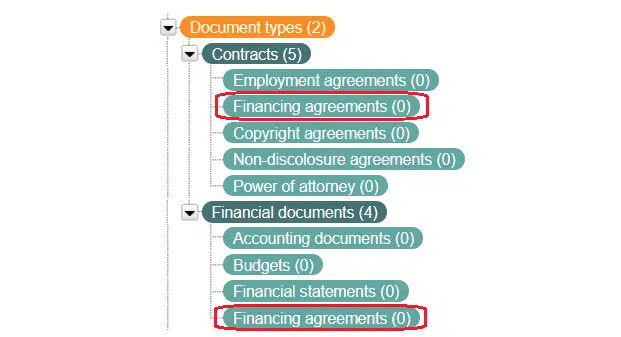 Document types (2)
Contracts (5)
Employment agreements (0)
Financing agreements (0)
Copyright agreements (0)
Non-discolosure agreements (0)
Power of attorney (0)
Financial documents (4)
Accounting documents (0)
Budgets (0)
Financial statements (0)
Financing agreements (0)